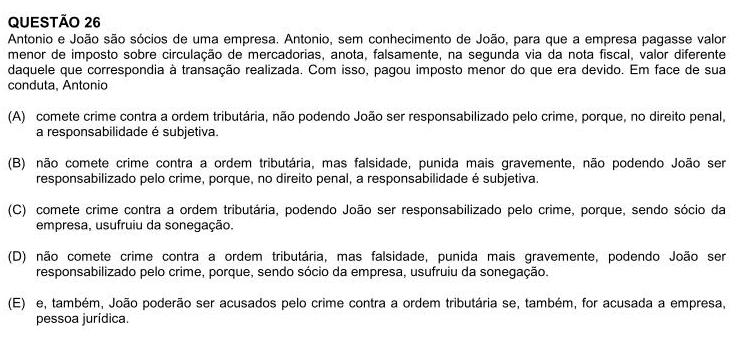 QUESTÃO 26
Antonio e João são sócios de uma empresa. Antonio, sem conhecimento de João, para que a empresa pagasse valor
menor de imposto sobre circulação de mercadorias, anota, falsamente, na segunda via da nota fiscal, valor diferente
daquele que correspondia à transação realizada. Com isso, pagou imposto menor do que era devido. Em face de sua
conduta, Antonio
(A) comete crime contra a ordem tributária, não podendo João ser responsabilizado pelo crime, porque, no direito penal,
a responsabilidade é subjetiva.
(B) não comete crime contra a ordem tributária, mas falsidade, punida mais gravemente, não podendo João ser
responsabilizado pelo crime, porque, no direito penal, a responsabilidade é subjetiva.
(C) comete crime contra a ordem tributária, podendo João ser responsabilizado pelo crime, porque, sendo sócio da
empresa, usufruiu da sonegação.
(D) não comete crime contra a ordem tributária, mas falsidade, punida mais gravemente, podendo João ser
responsabilizado pelo crime, porque, sendo sócio da empresa, usufruiu da sonegação.
(E) e, também, João poderão ser acusados pelo crime contra a ordem tributária se, também, for acusada a empresa,
pessoa jurídica.